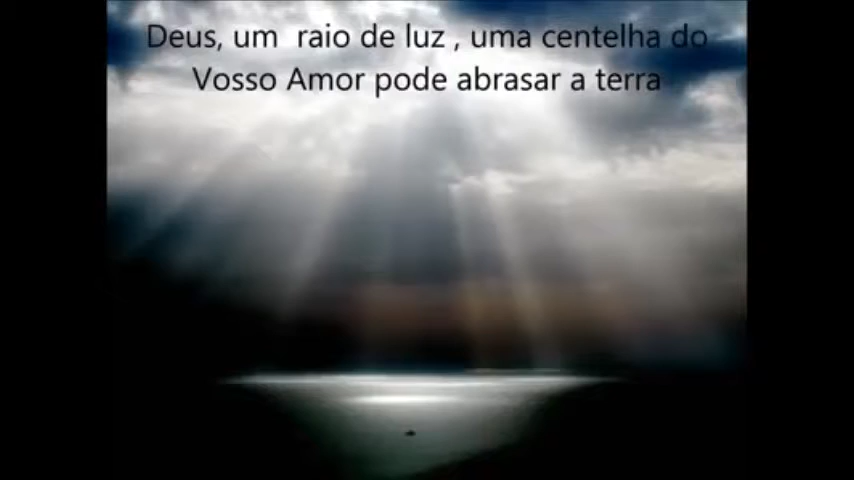 Deus, um  raio de luz , uma centelha do
Vosso Amor pode abrasar a terra